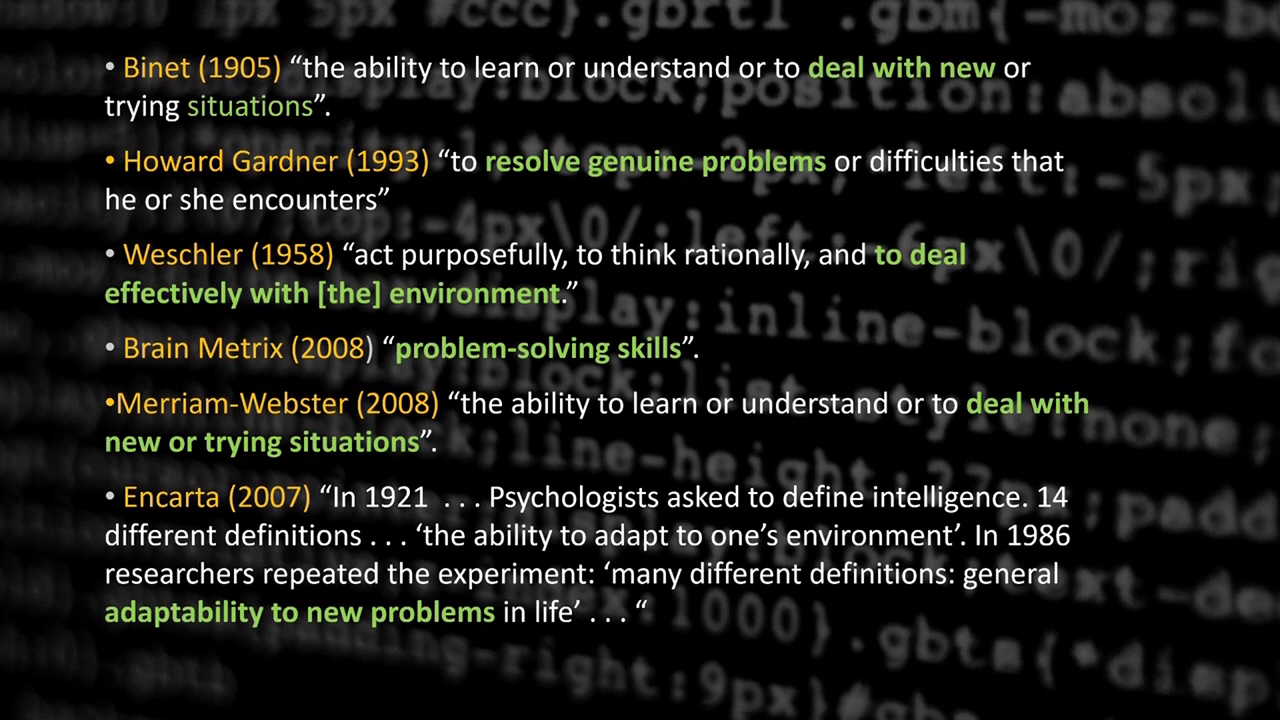 • Binet (1905) “the ability to learn or understand or to deal with new or
trying situations”.
• Howard Gardner (1993) “to resolve genuine problems or difficulties that
he or she encounters”
• Weschler (1958) “act purposefully, to think rationally, and to deal
effectively with [the] environment.”
• Brain Metrix (2008) “problem-solving skills”.
•Merriam-Webster (2008) “the ability to learn or understand or to deal with
new or trying situations”.
• Encarta (2007) “In 1921 . . . Psychologists asked to define intelligence. 14
different definitions . . . ‘the ability to adapt to one’s environment’. In 1986
researchers repeated the experiment: ‘many different definitions: general
adaptability to new problems in life’ . . . “